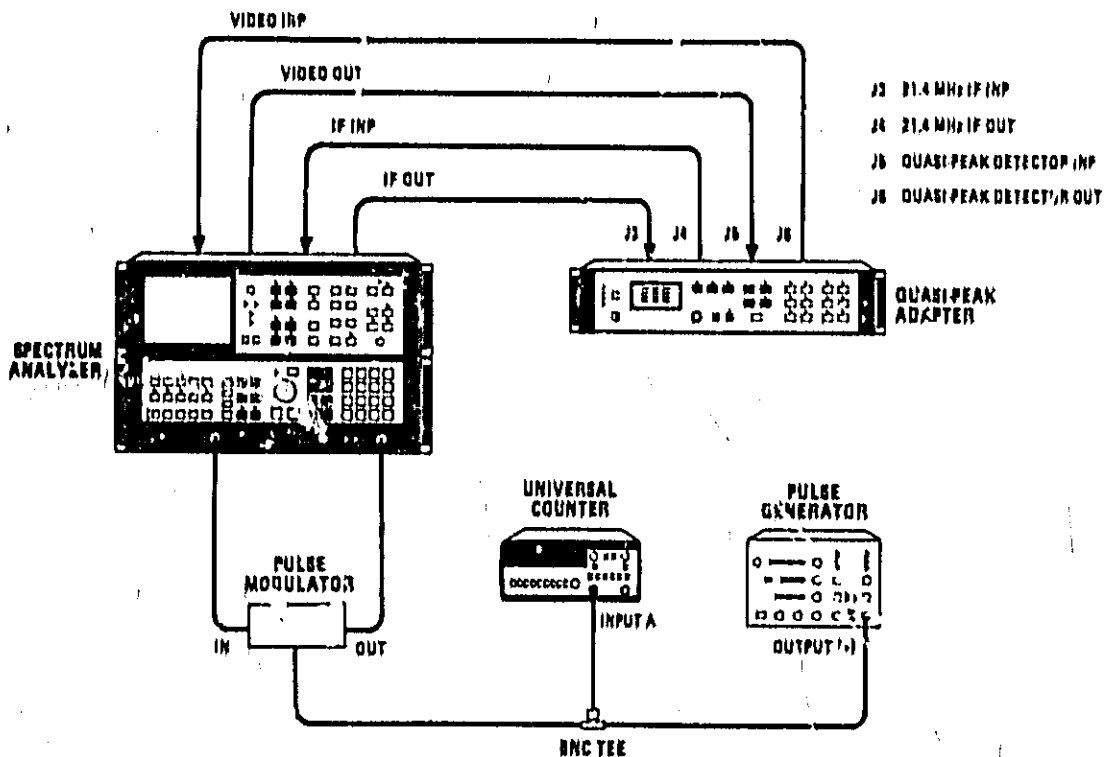 VIDEO INP
VIDEO OUT
IF INP
IF OUT
J3 21.4 MHz IF INP
J4 21.4 MHz IF OUT
J5 QUASI-PEAK DETECTOR INP
J6 QUASI-PEAK DETECTOR OUT
J3 J4 J5 J6
QUASI-PEAK
ADAPTER
SPECTRUM
ANALYZER
UNIVERSAL
COUNTER
PULSE
GENERATOR
PULSE
MODULATOR
INPUT A
IN
OUT
OUTPUT (+)
BNC TEE